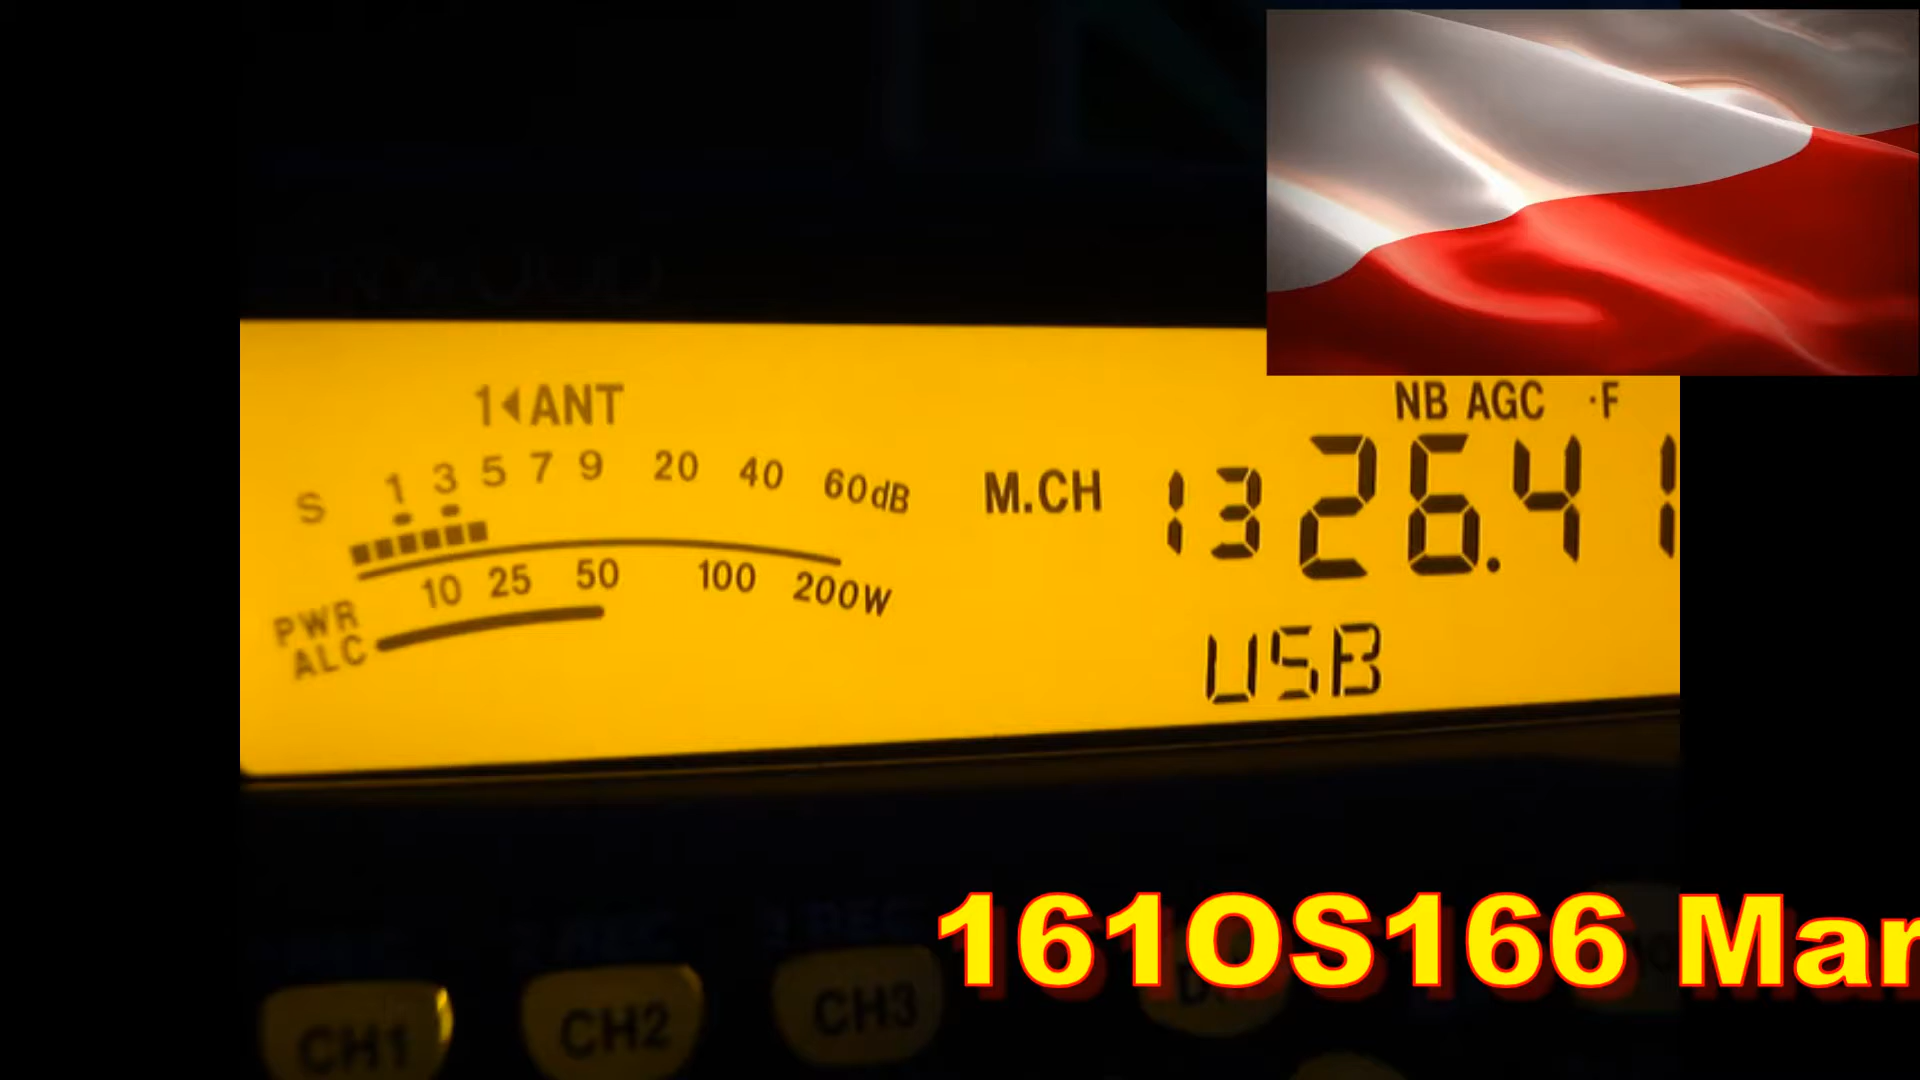 1◄ANT
NB AGC ·F
S 1 3 5 7 9 20 40 60dB
M.CH 13 26.41
10 25 50 100 200W
PWR
ALC
USB
161OS166 Mar
CH1 CH2 CH3